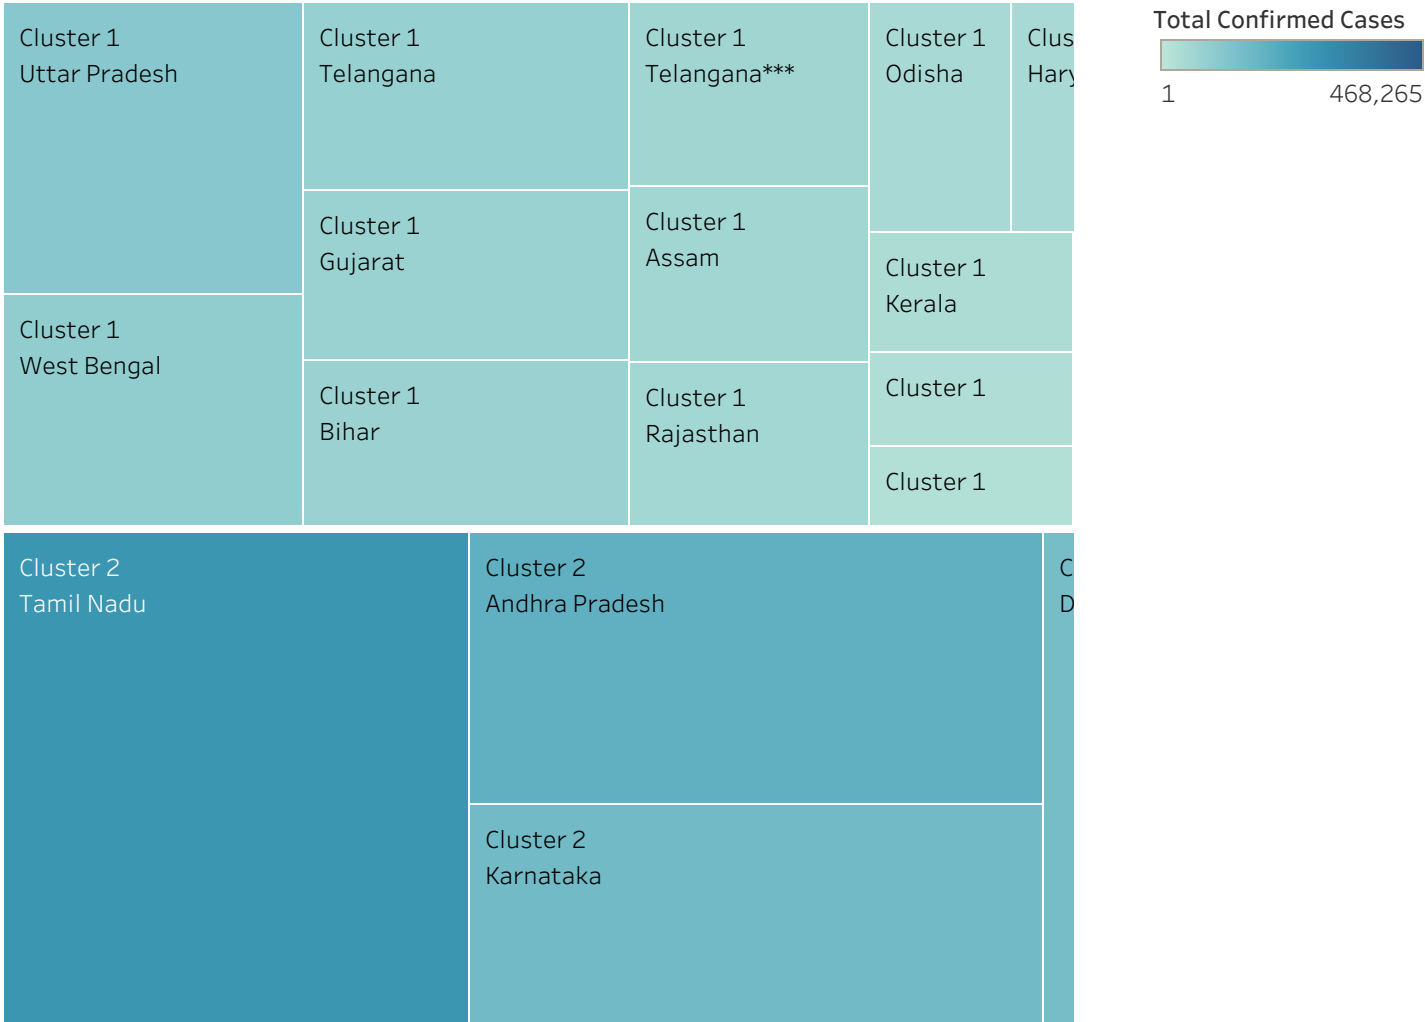 Cluster 1
Uttar Pradesh
Cluster 1
Telangana
Cluster 1
Telangana***
Cluster 1
Odisha
Clus
Hary
Total Confirmed Cases
1
468,265
Cluster 1
Gujarat
Cluster 1
Assam
Cluster 1
Kerala
Cluster 1
West Bengal
Cluster 1
Bihar
Cluster 1
Rajasthan
Cluster 1
Cluster 1
Cluster 2
Tamil Nadu
Cluster 2
Andhra Pradesh
C
D
Cluster 2
Karnataka